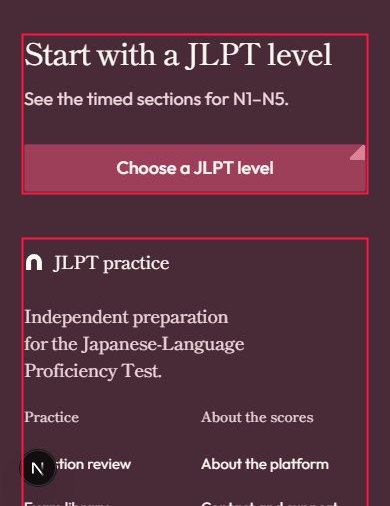 Start with a JLPT level
See the timed sections for N1–N5.
Choose a JLPT level
JLPT practice
Independent preparation
for the Japanese-Language
Proficiency Test.
Practice
About the scores
N
review
About the platform